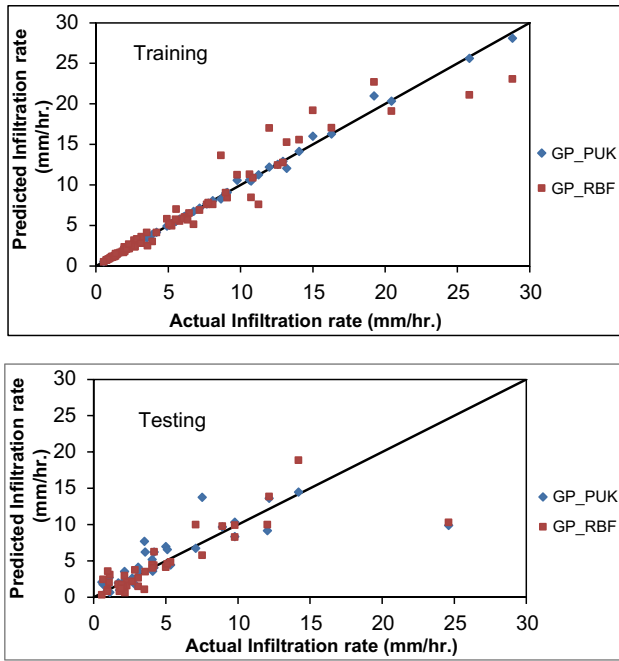 Training
Predicted Infiltration rate
(mm/hr.)
30
25
20
15
10
5
0
0 5 10 15 20 25 30
Actual Infiltration rate (mm/hr.)
GP_PUK
GP_RBF
Testing
Predicted Infiltration rate
(mm/hr.)
30
25
20
15
10
5
0
0 5 10 15 20 25 30
Actual Infiltration rate (mm/hr.)
GP_PUK
GP_RBF